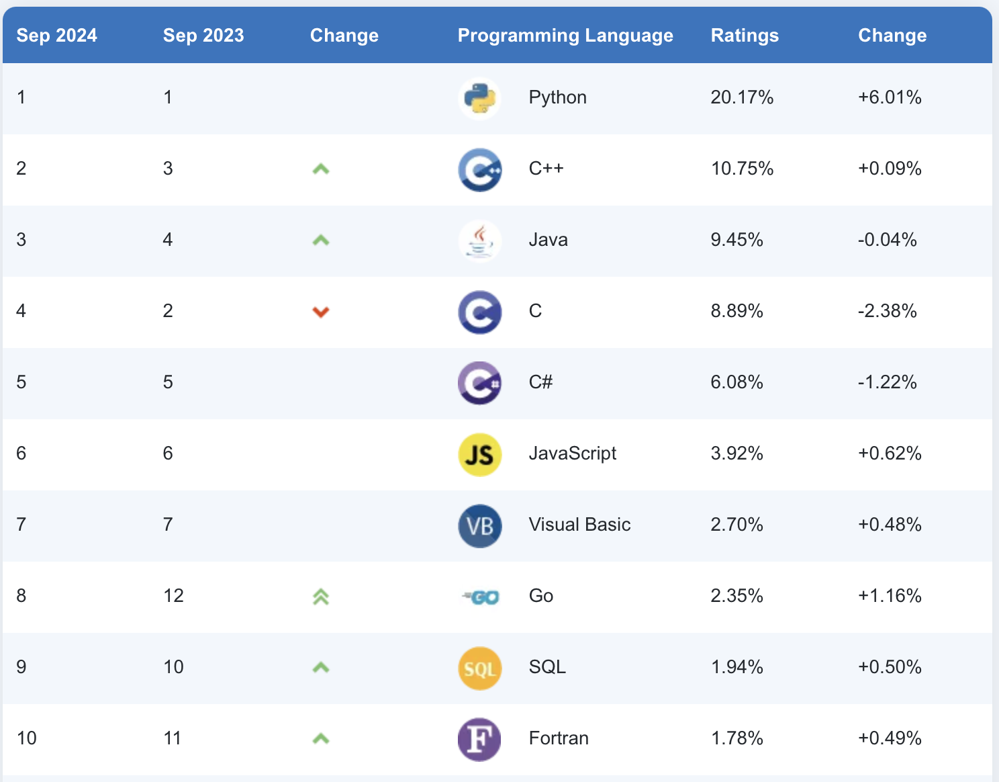 Sep 2024 Sep 2023 Change Programming Language Ratings Change
1 1 Python 20.17% +6.01%
2 3 C++ C++ 10.75% +0.09%
3 4 Java 9.45% -0.04%
4 2 C C 8.89% -2.38%
5 5 C# C# 6.08% -1.22%
6 6 JS JavaScript 3.92% +0.62%
7 7 VB Visual Basic 2.70% +0.48%
8 12 GO Go 2.35% +1.16%
9 10 SQL SQL 1.94% +0.50%
10 11 F Fortran 1.78% +0.49%